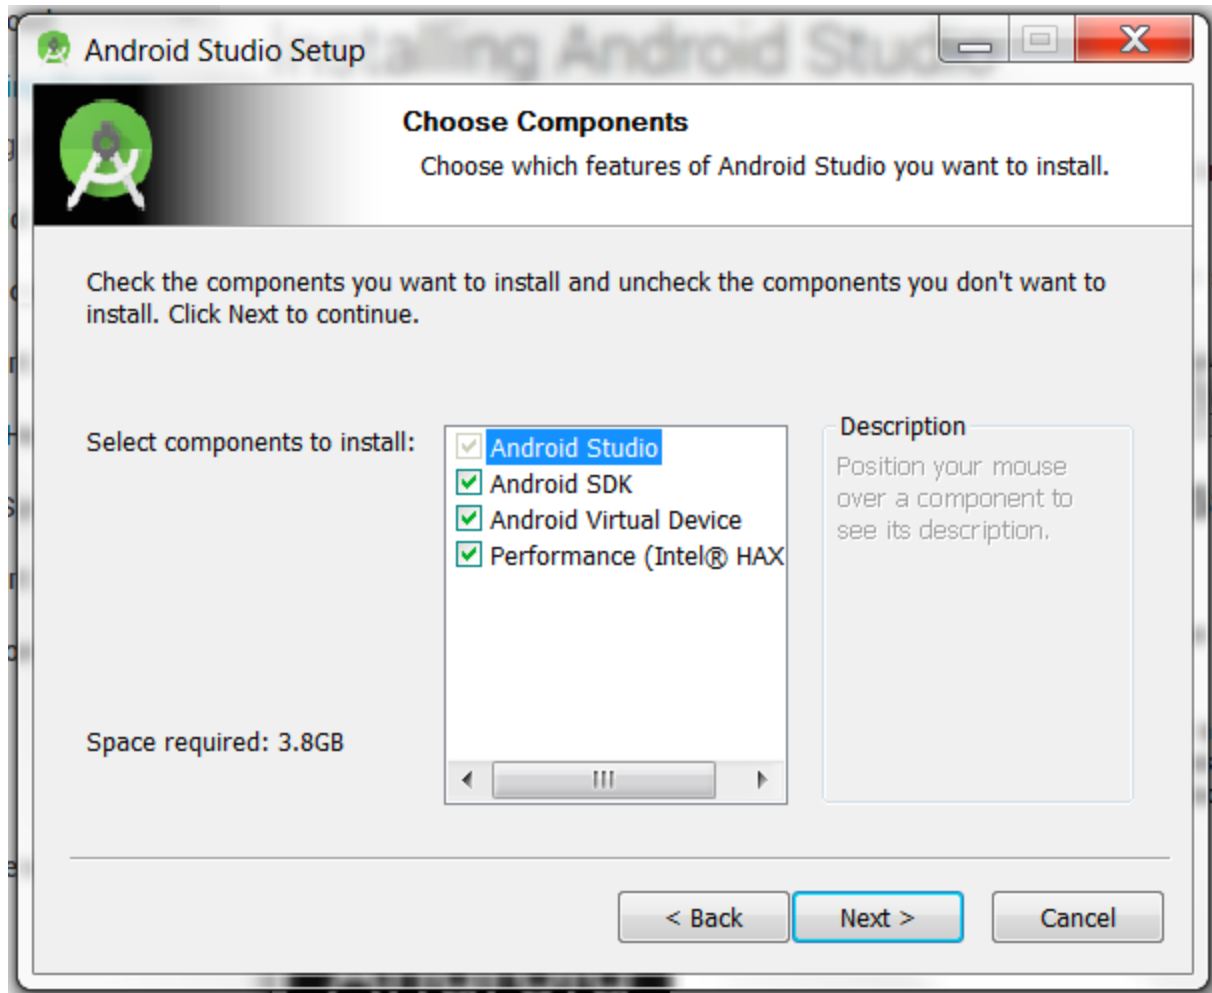 Installing Android Studio
Android Studio Setup
Choose Components
Choose which features of Android Studio you want to install.
Check the components you want to install and uncheck the components you don't want to
install. Click Next to continue.
Select components to install:
Android Studio
Android SDK
Android Virtual Device
Performance (Intel® HAX
Description
Position your mouse
over a component to
see its description.
Space required: 3.8GB
< Back
Next >
Cancel